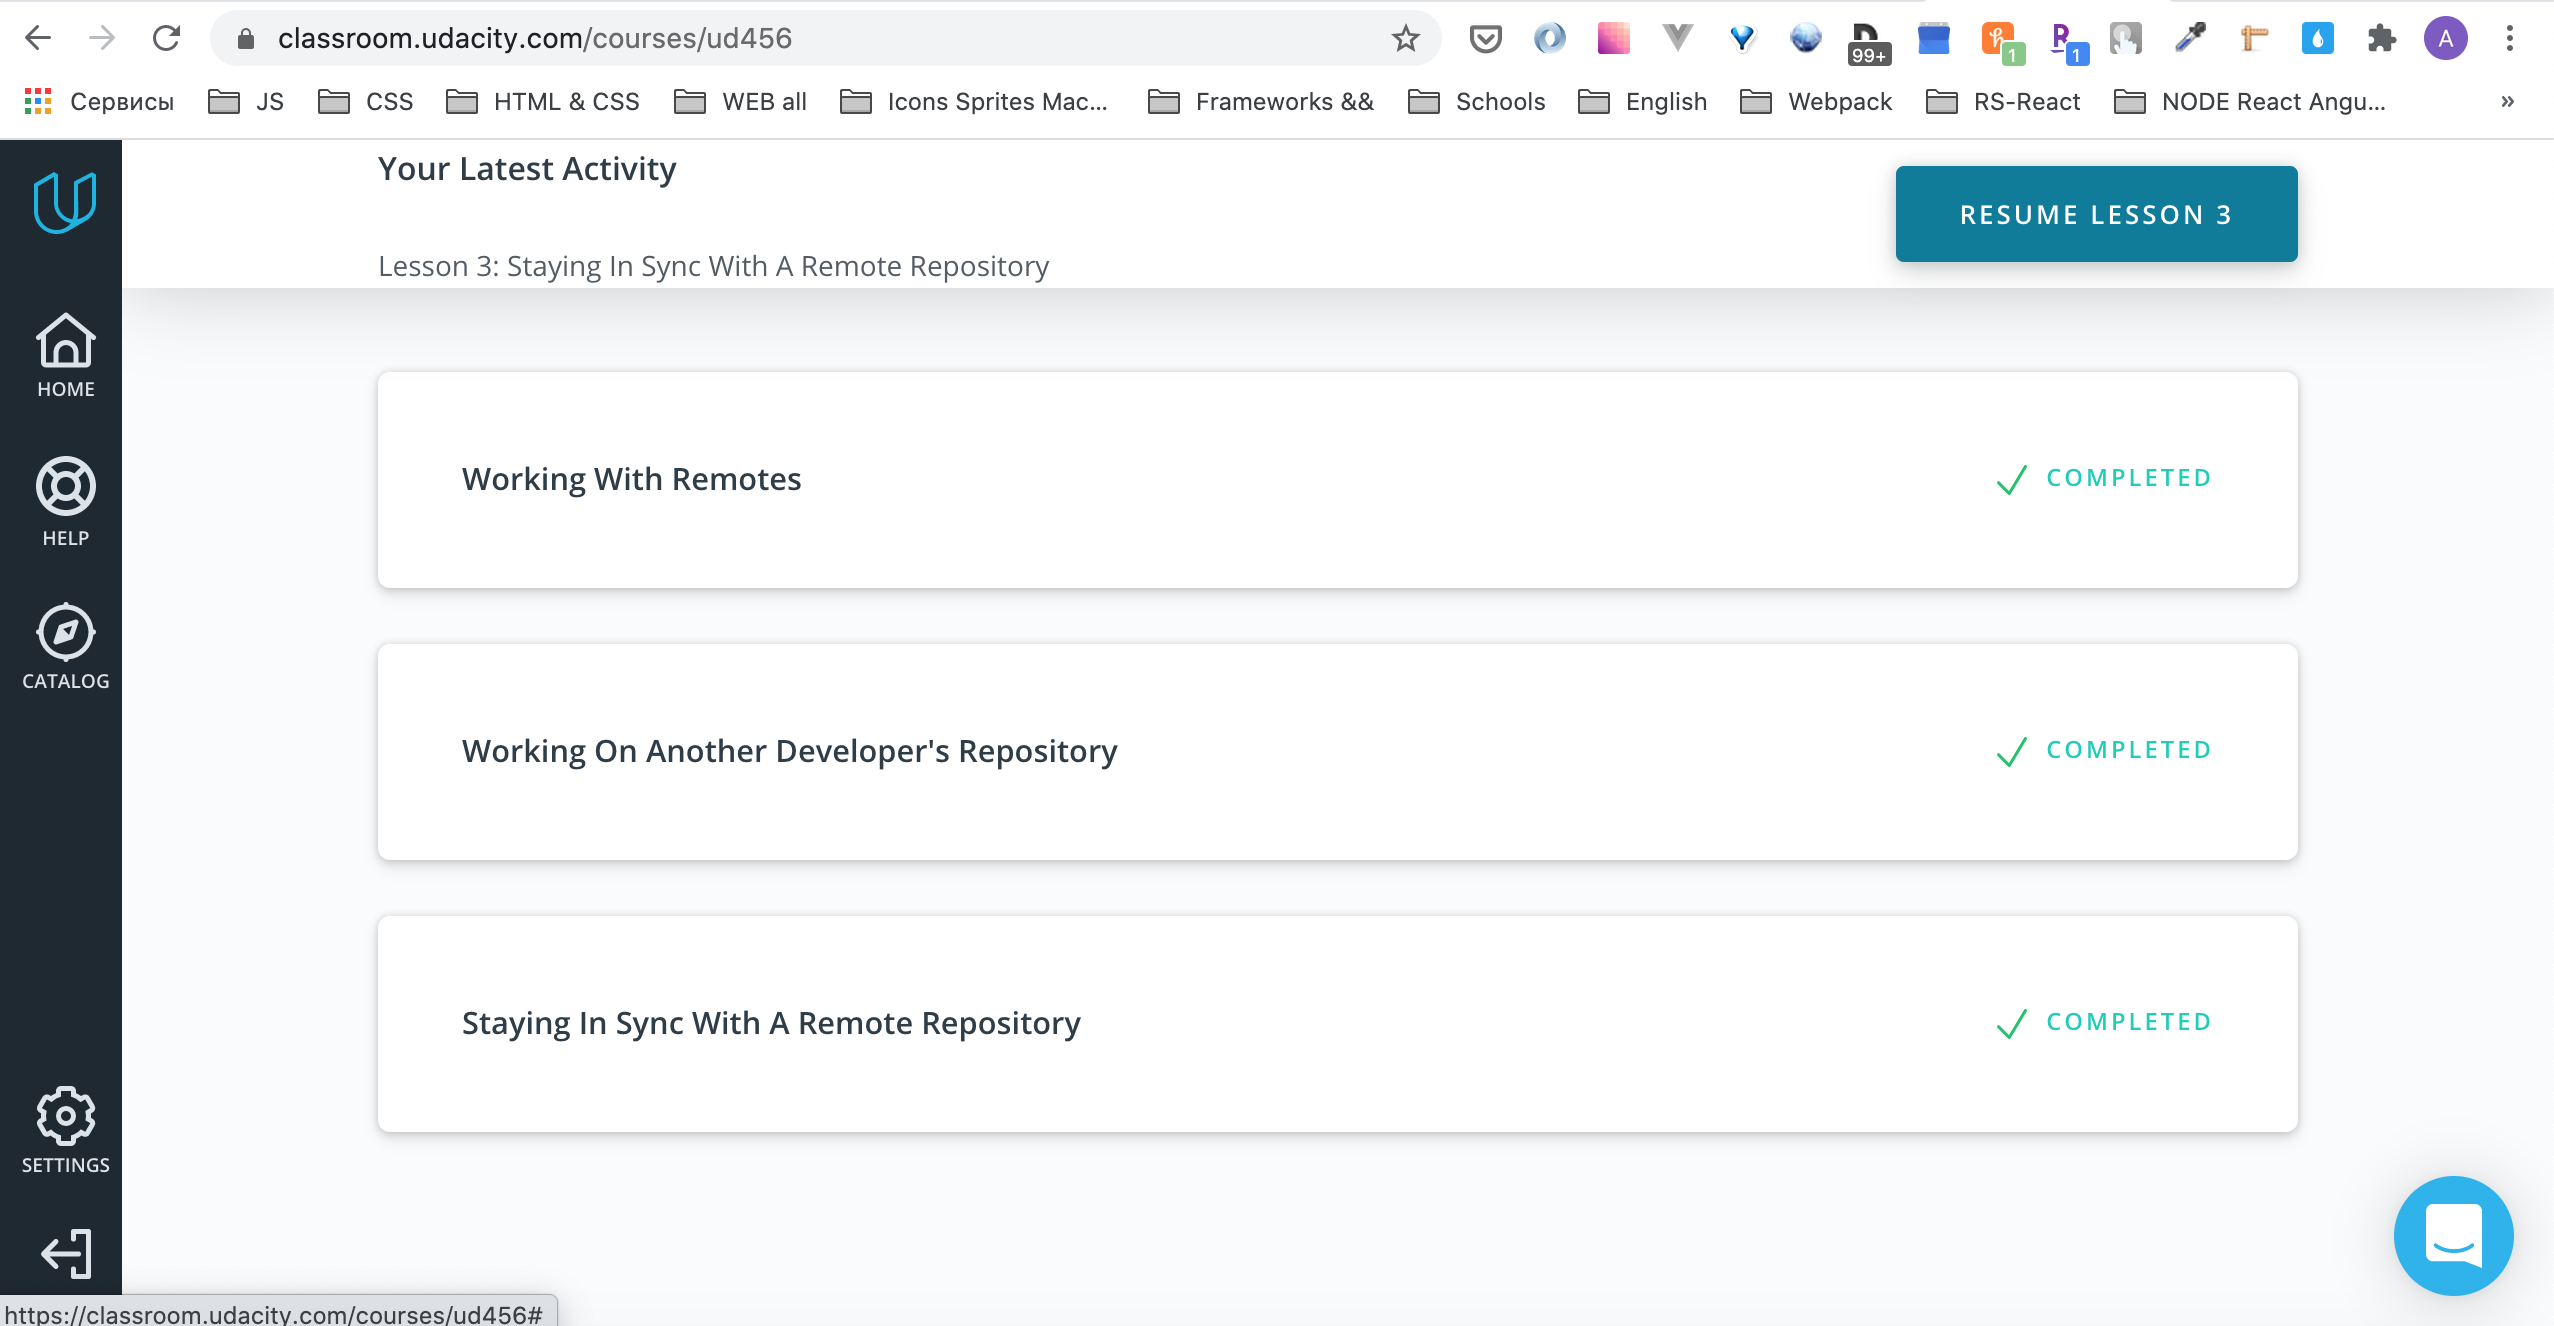 classroom.udacity.com/courses/ud456
99+
1
1
A
Сервисы
JS
CSS
HTML & CSS
WEB all
Icons Sprites Mac...
Frameworks &&
Schools
English
Webpack
RS-React
NODE React Angu...
»
Your Latest Activity
RESUME LESSON 3
Lesson 3: Staying In Sync With A Remote Repository
HOME
HELP
CATALOG
SETTINGS
Working With Remotes
COMPLETED
Working On Another Developer's Repository
COMPLETED
Staying In Sync With A Remote Repository
COMPLETED
https://classroom.udacity.com/courses/ud456#